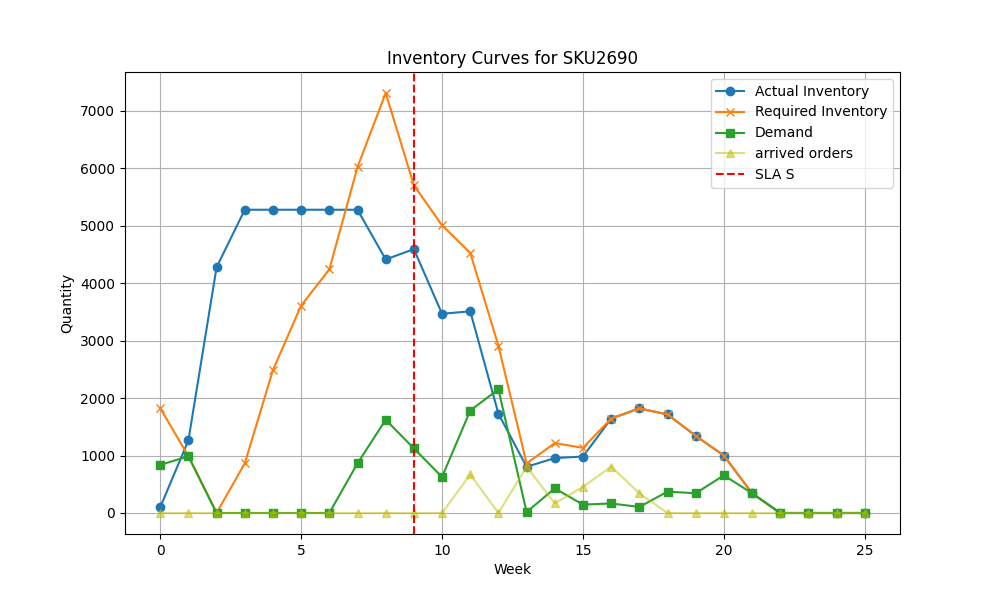 Inventory Curves for SKU2690
Actual Inventory
Required Inventory
Demand
arrived orders
SLA S
Quantity
7000
6000
5000
4000
3000
2000
1000
0
0 5 10 15 20 25
Week